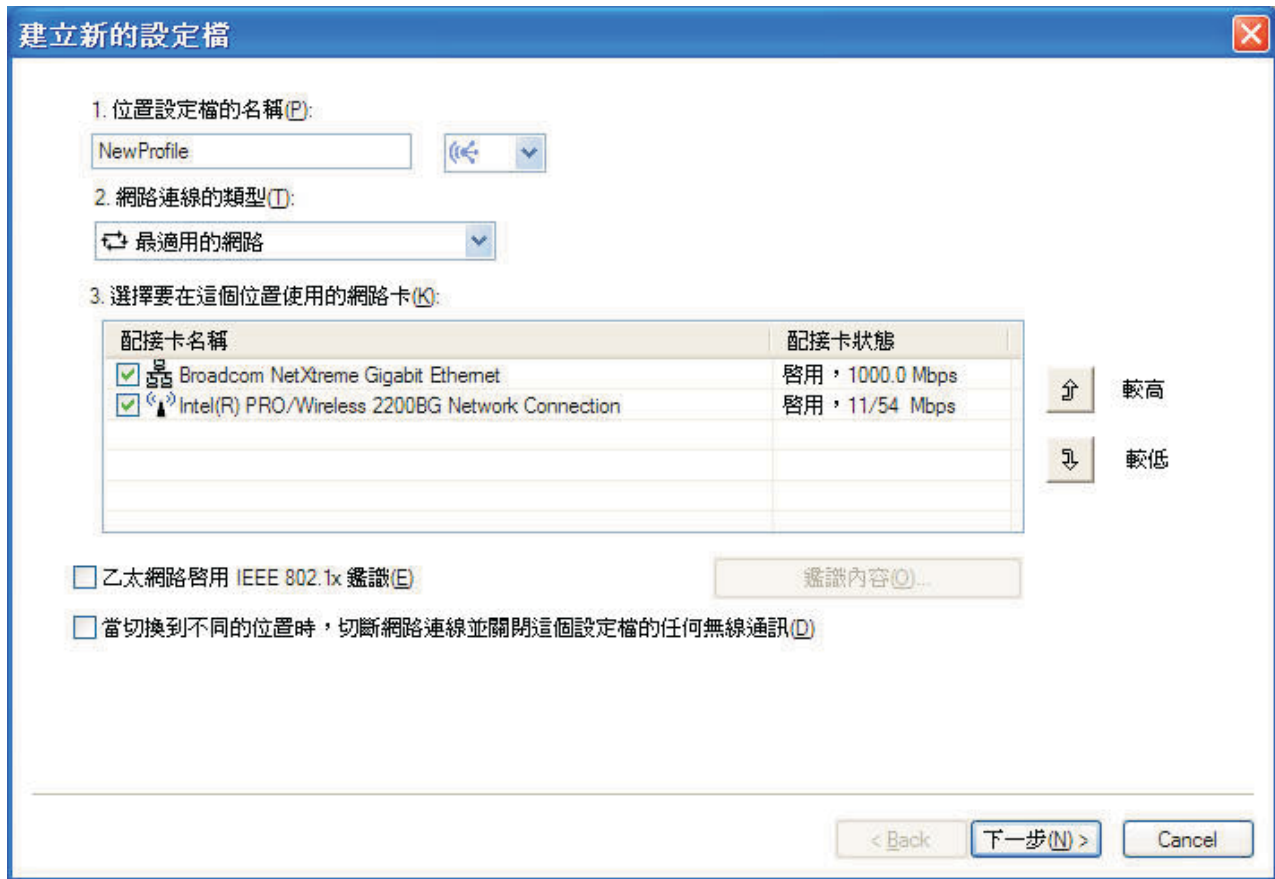 建立新的設定檔
1. 位置設定檔的名稱(P):
NewProfile
2. 網路連線的類型(T):
最適用的網路
3. 選擇要在這個位置使用的網路卡(K):
配接卡名稱 配接卡狀態
Broadcom NetXtreme Gigabit Ethernet 啓用，1000.0 Mbps
Intel(R) PRO/Wireless 2200BG Network Connection 啓用，11/54 Mbps
較高
較低
乙太網路啓用 IEEE 802.1x 鑑識(E) 鑑識內容(O)...
當切換到不同的位置時，切斷網路連線並關閉這個設定檔的任何無線通訊(D)
< Back 下一步(N) > Cancel